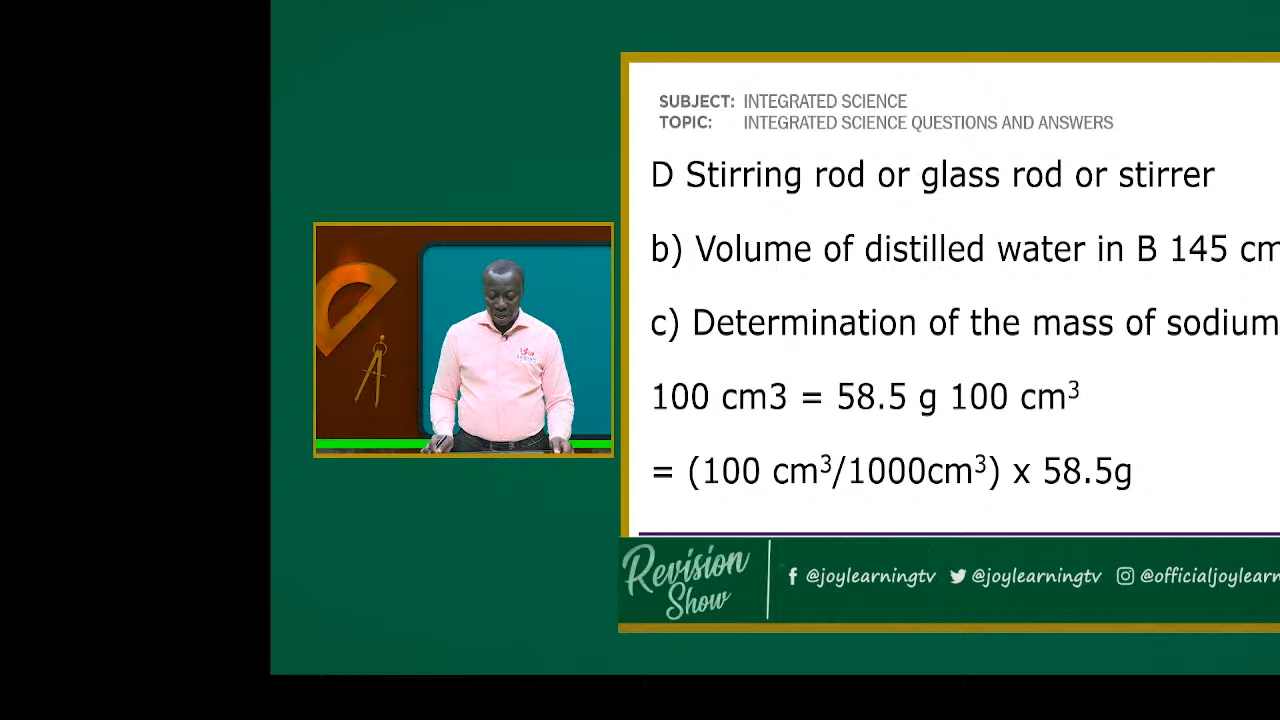 SUBJECT: INTEGRATED SCIENCE
TOPIC: INTEGRATED SCIENCE QUESTIONS AND ANSWERS
D Stirring rod or glass rod or stirrer
b) Volume of distilled water in B 145 cm
c) Determination of the mass of sodium
100 cm3 = 58.5 g 100 cm³
= (100 cm³/1000cm³) x 58.5g
Revision Show
@joylearningtv @joylearningtv @officialjoylearn